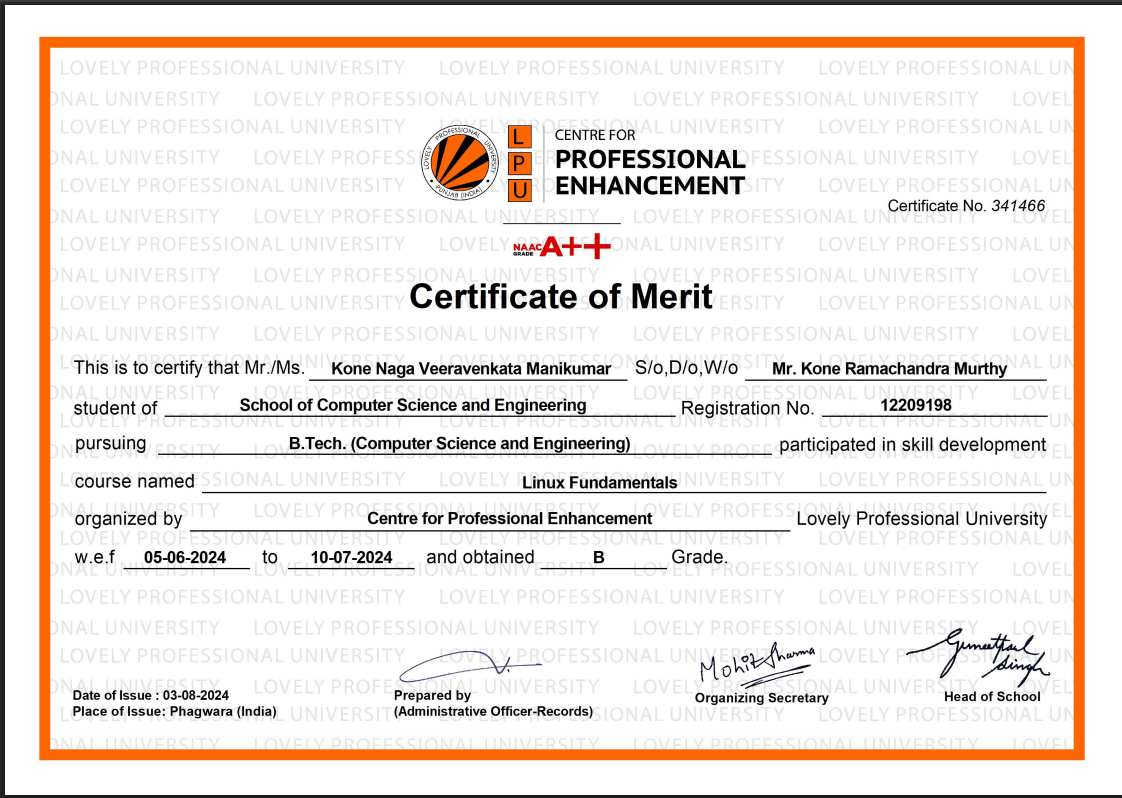 LOVELY PROFESSIONAL UNIVERSITY
PUNJAB (INDIA)
L
P
U
CENTRE FOR
PROFESSIONAL
ENHANCEMENT
Certificate No. 341466
NAAC
GRADE
A++
Certificate of Merit
This is to certify that Mr./Ms. Kone Naga Veeravenkata Manikumar S/o,D/o,W/o Mr. Kone Ramachandra Murthy
student of School of Computer Science and Engineering Registration No. 12209198
pursuing B.Tech. (Computer Science and Engineering) participated in skill development
course named Linux Fundamentals
organized by Centre for Professional Enhancement Lovely Professional University
w.e.f 05-06-2024 to 10-07-2024 and obtained B Grade.
Mohit Sharma
Singh
Date of Issue : 03-08-2024
Place of Issue: Phagwara (India)
Prepared by
(Administrative Officer-Records)
Organizing Secretary
Head of School